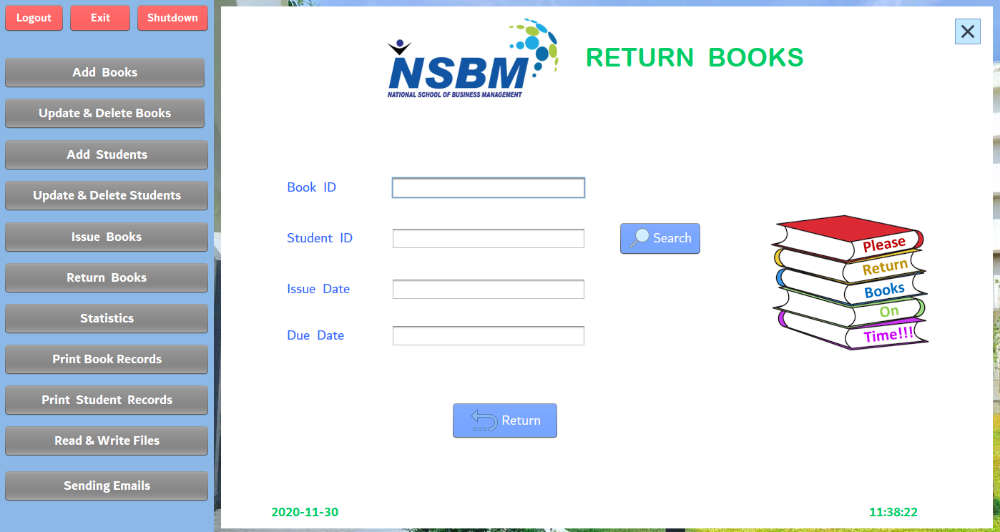 Logout Exit Shutdown
Add Books
Update & Delete Books
Add Students
Update & Delete Students
Issue Books
Return Books
Statistics
Print Book Records
Print Student Records
Read & Write Files
Sending Emails
NSBM
NATIONAL SCHOOL OF BUSINESS MANAGEMENT
RETURN BOOKS
Book ID
Student ID
Search
Issue Date
Due Date
Return
Please
Return
Books
On
Time!!!
2020-11-30
11:38:22